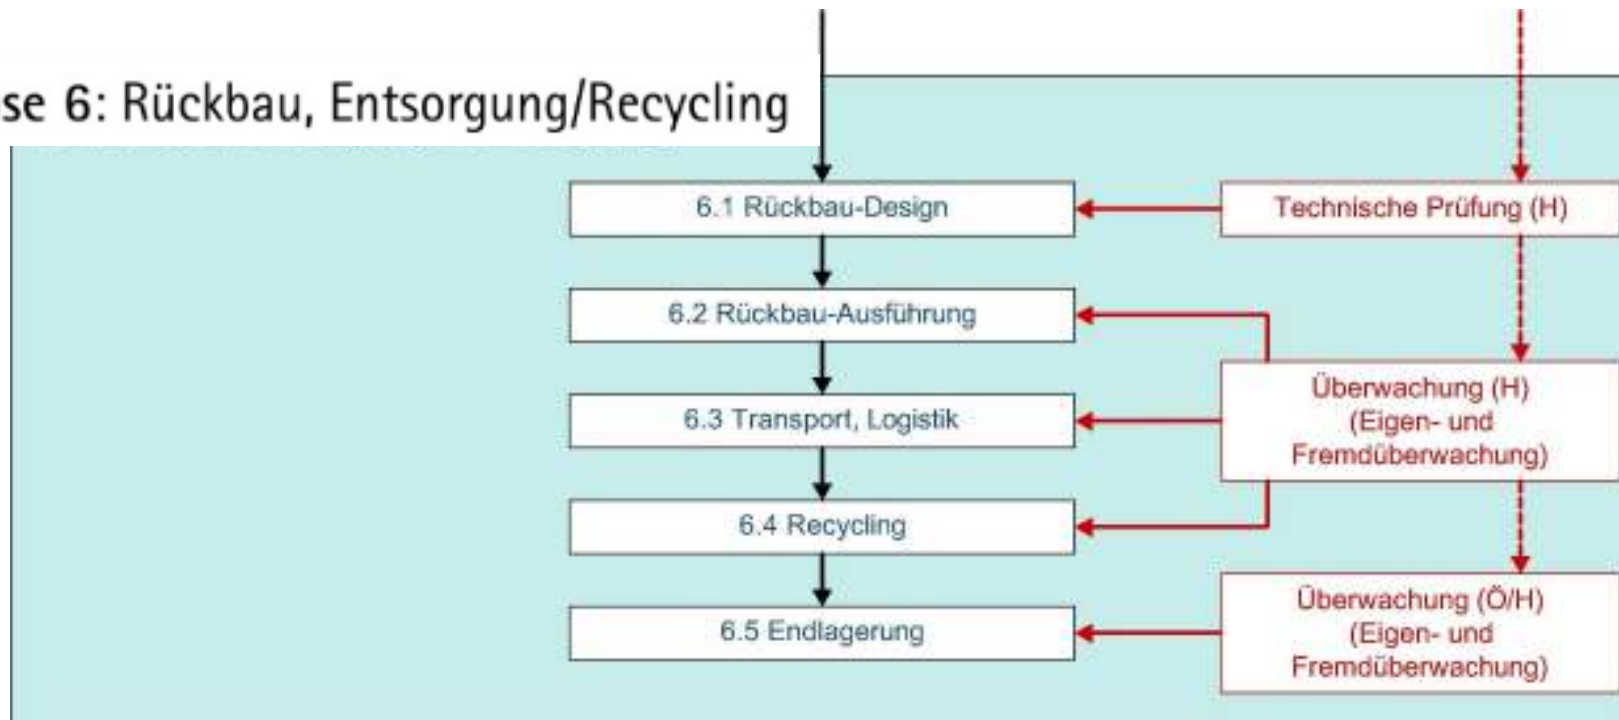 se 6: Rückbau, Entsorgung/Recycling
6.1 Rückbau-Design
Technische Prüfung (H)
6.2 Rückbau-Ausführung
6.3 Transport, Logistik
Überwachung (H)
(Eigen- und
Fremdüberwachung)
6.4 Recycling
6.5 Endlagerung
Überwachung (Ö/H)
(Eigen- und
Fremdüberwachung)